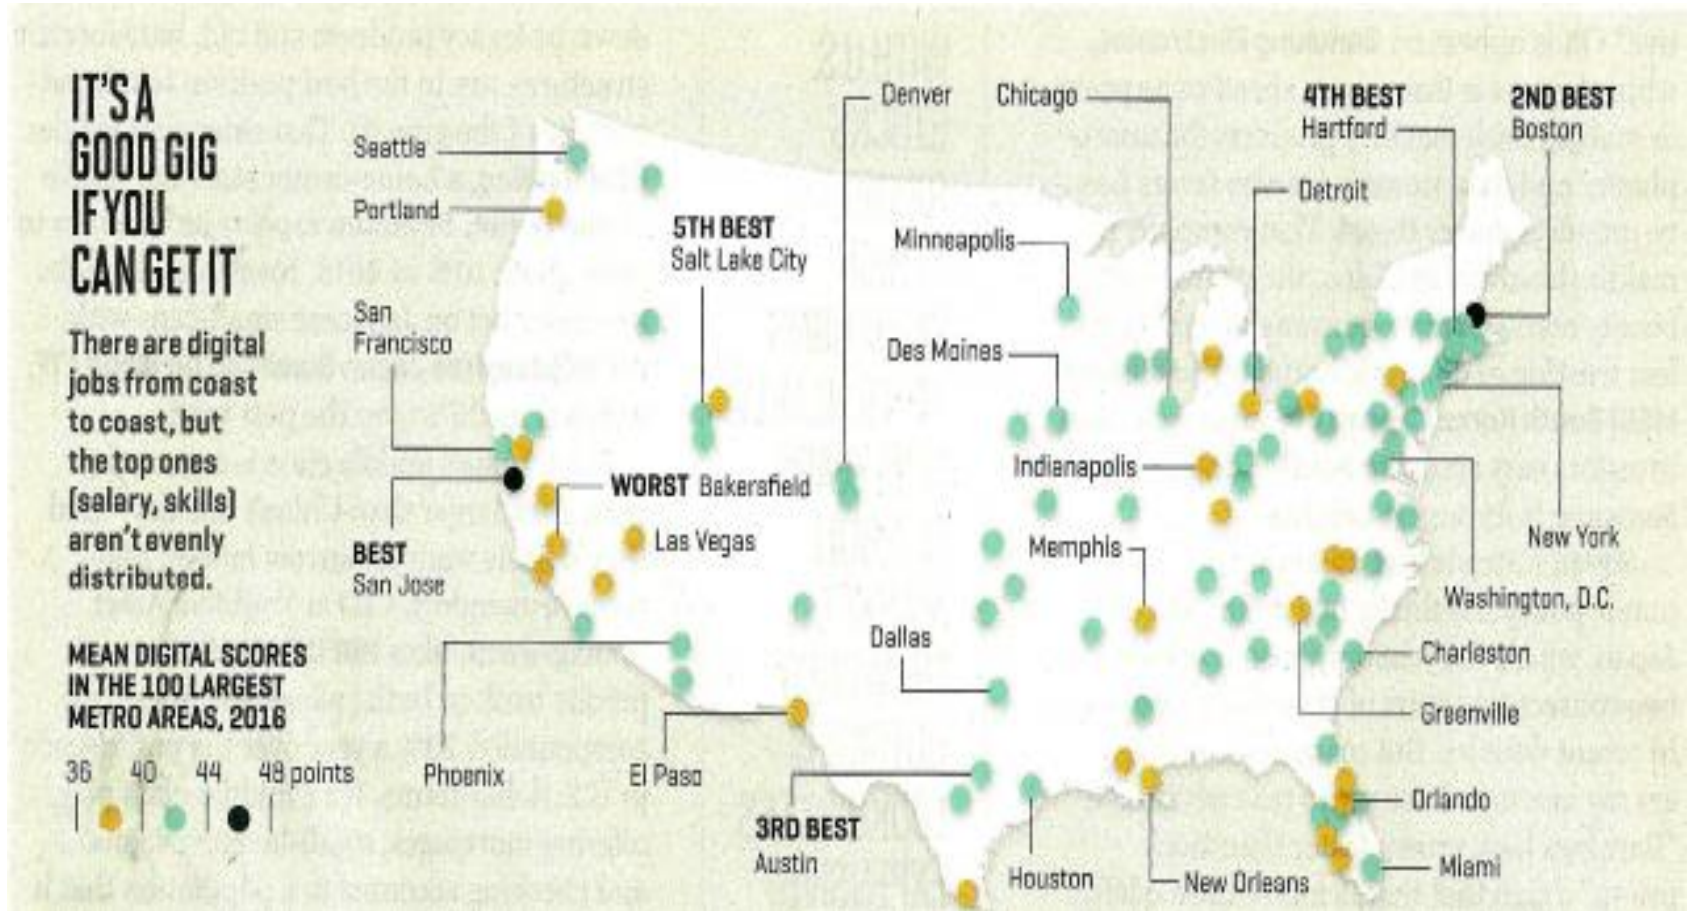 IT'S A
GOOD GIG
IF YOU
CAN GET IT
There are digital
jobs from coast
to coast, but
the top ones
(salary, skills)
aren't evenly
distributed.
MEAN DIGITAL SCORES
IN THE 100 LARGEST
METRO AREAS, 2016
36 40 44 48 points
Seattle
Portland
San
Francisco
BEST
San Jose
5TH BEST
Salt Lake City
WORST Bakersfield
Las Vegas
Phoenix
El Paso
Denver
Chicago
Minneapolis
Des Moines
Indianapolis
Memphis
Dallas
3RD BEST
Austin
Houston
New Orleans
4TH BEST
Hartford
2ND BEST
Boston
Detroit
New York
Washington, D.C.
Charleston
Greenville
Orlando
Miami